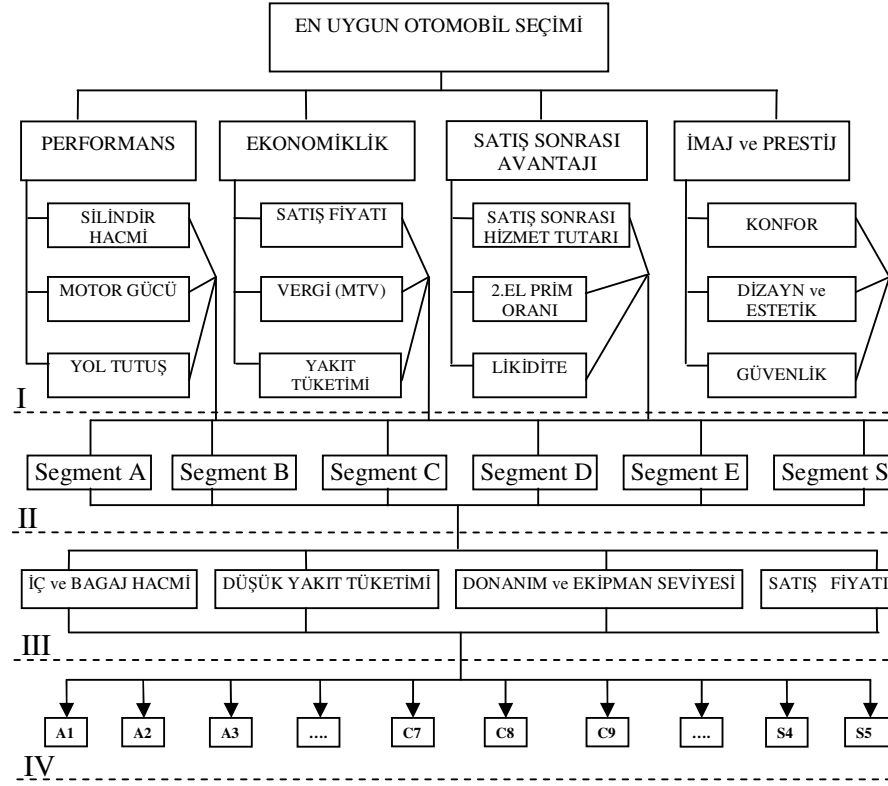 EN UYGUN OTOMOBİL SEÇİMİ
PERFORMANS
EKONOMİKLİK
SATIŞ SONRASI
AVANTAJI
İMAJ ve PRESTİJ
SİLİNDİR
HACMİ
SATIŞ FİYATI
SATIŞ SONRASI
HİZMET TUTARI
KONFOR
MOTOR GÜCÜ
VERGİ (MTV)
2.EL PRİM
ORANI
DİZAYN ve
ESTETİK
YOL TUTUŞ
YAKIT
TÜKETİMİ
LİKİDİTE
GÜVENLİK
I
Segment A
Segment B
Segment C
Segment D
Segment E
Segment S
II
İÇ ve BAGAJ HACMİ
DÜŞÜK YAKIT TÜKETİMİ
DONANIM ve EKİPMAN SEVİYESİ
SATIŞ FİYATI
III
A1
A2
A3
....
C7
C8
C9
....
S4
S5
IV